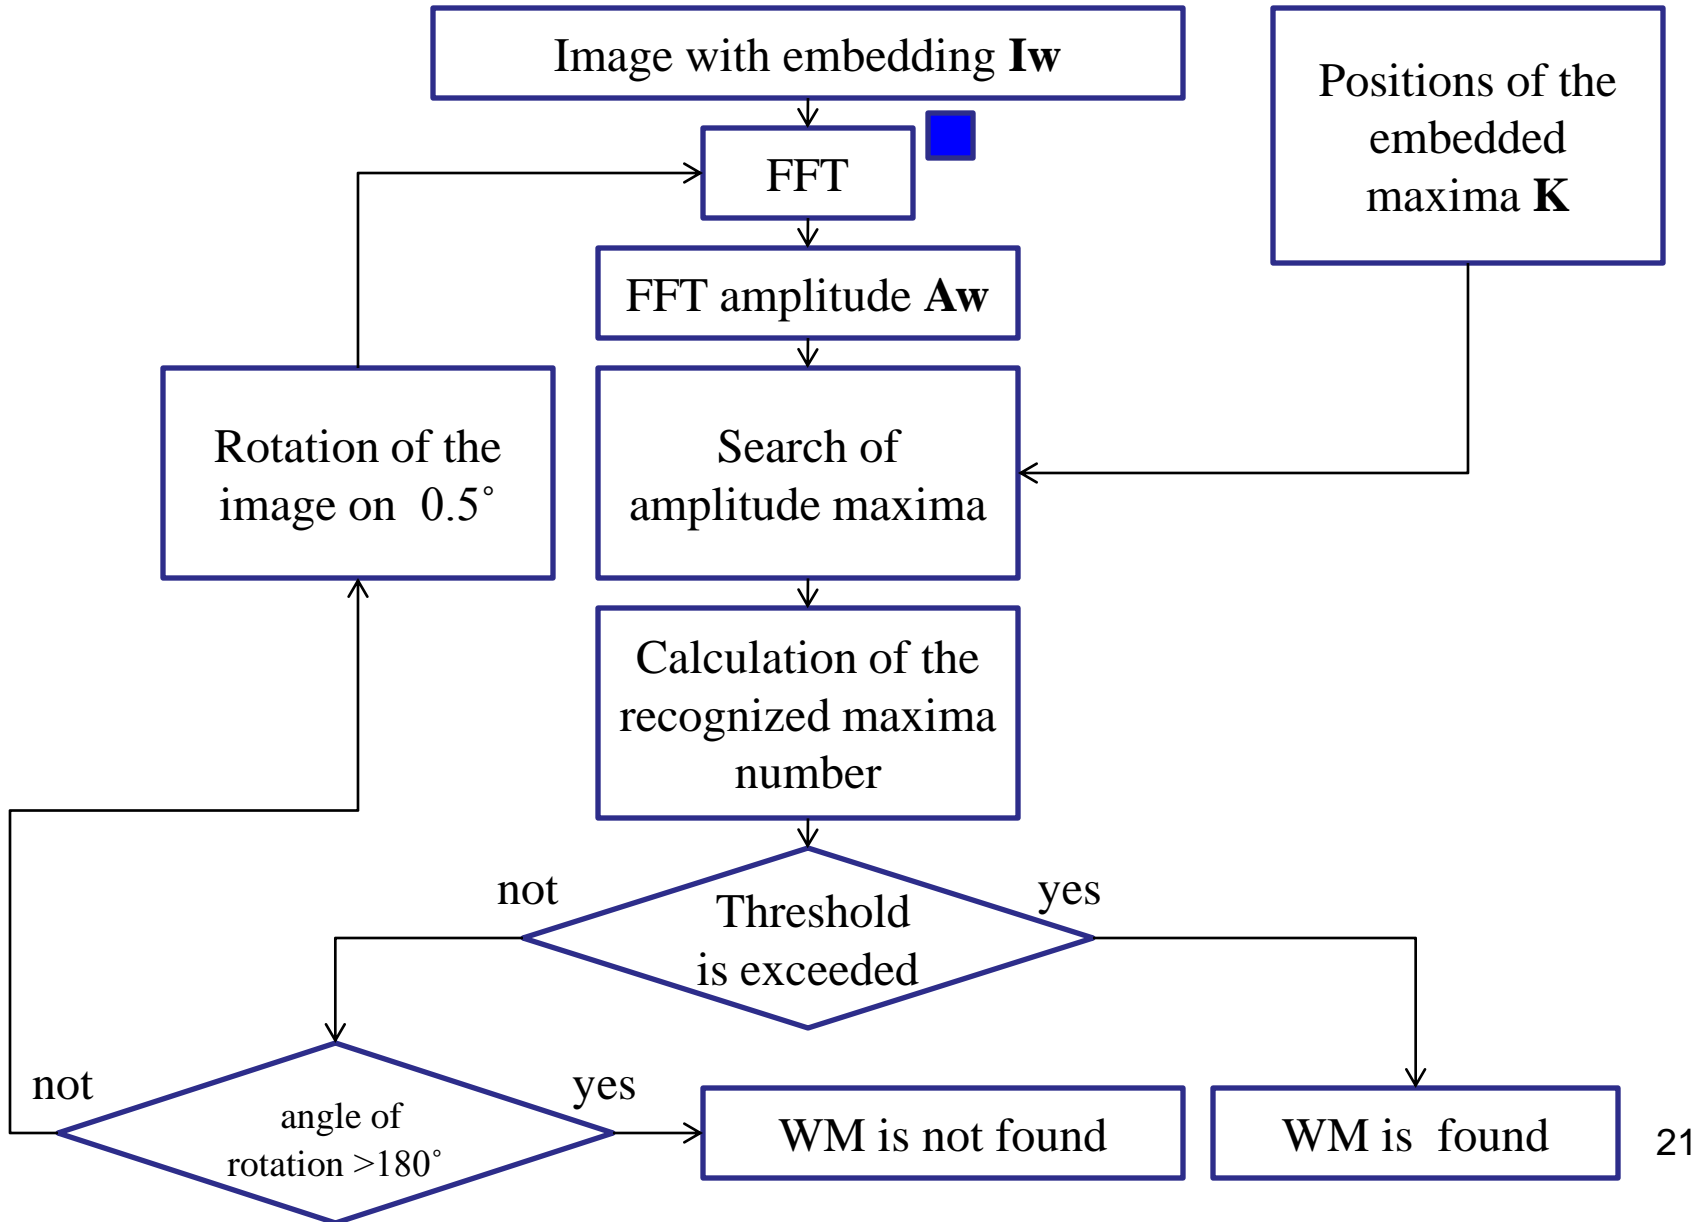 Image with embedding Iw
Positions of the
embedded
maxima K
FFT
FFT amplitude Aw
Rotation of the
image on 0.5˚
Search of
amplitude maxima
Calculation of the
recognized maxima
number
not
yes
Threshold
is exceeded
not
yes
angle of
rotation >180˚
WM is not found
WM is found
21